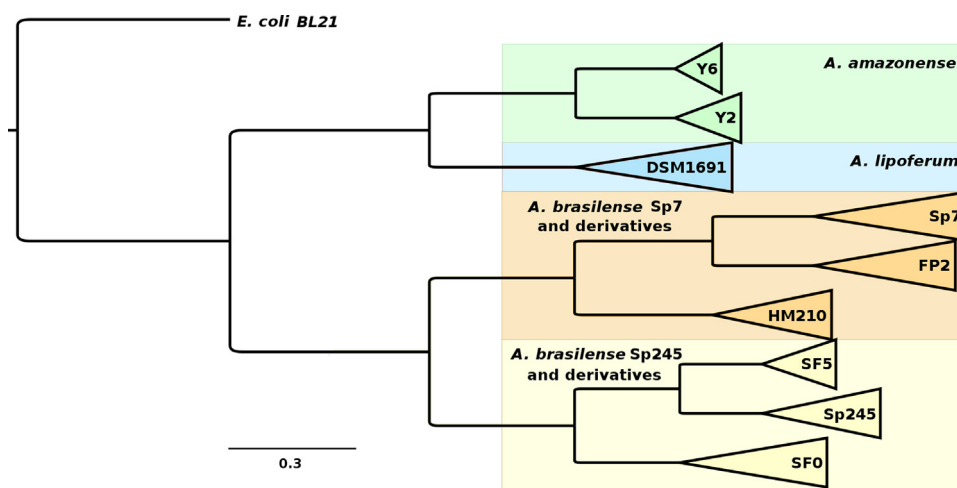 E. coli BL21
Y6
A. amazonense
Y2
DSM1691
A. lipoferum
A. brasilense Sp7
and derivatives
Sp7
FP2
HM210
A. brasilense Sp245
and derivatives
SF5
Sp245
SF0
0.3